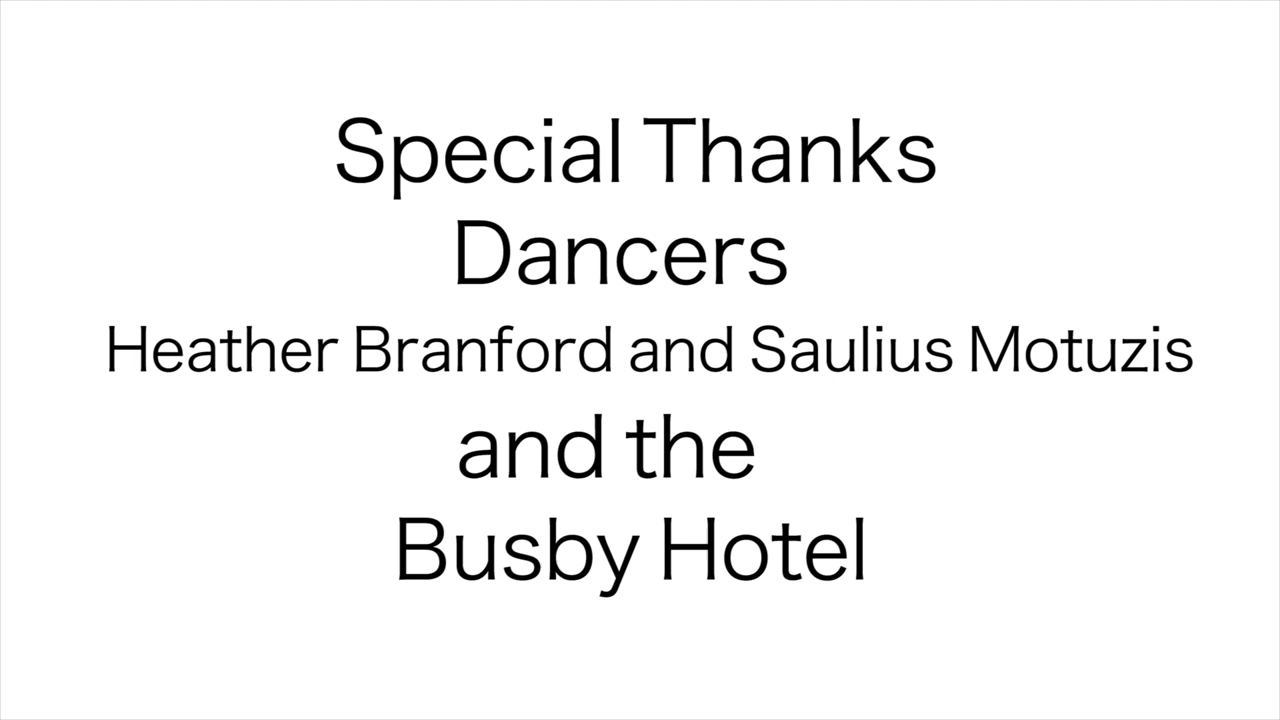 Special Thanks
Dancers
Heather Branford and Saulius Motuzis
and the
Busby Hotel